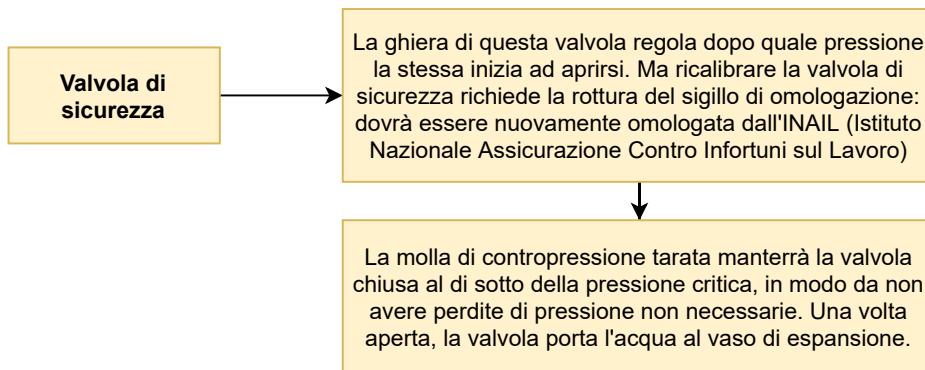 Valvola di
sicurezza
La ghiera di questa valvola regola dopo quale pressione
la stessa inizia ad aprirsi. Ma ricalibrare la valvola di
sicurezza richiede la rottura del sigillo di omologazione:
dovrà essere nuovamente omologata dall'INAIL (Istituto
Nazionale Assicurazione Contro Infortuni sul Lavoro)
La molla di contropressione tarata manterrà la valvola
chiusa al di sotto della pressione critica, in modo da non
avere perdite di pressione non necessarie. Una volta
aperta, la valvola porta l'acqua al vaso di espansione.